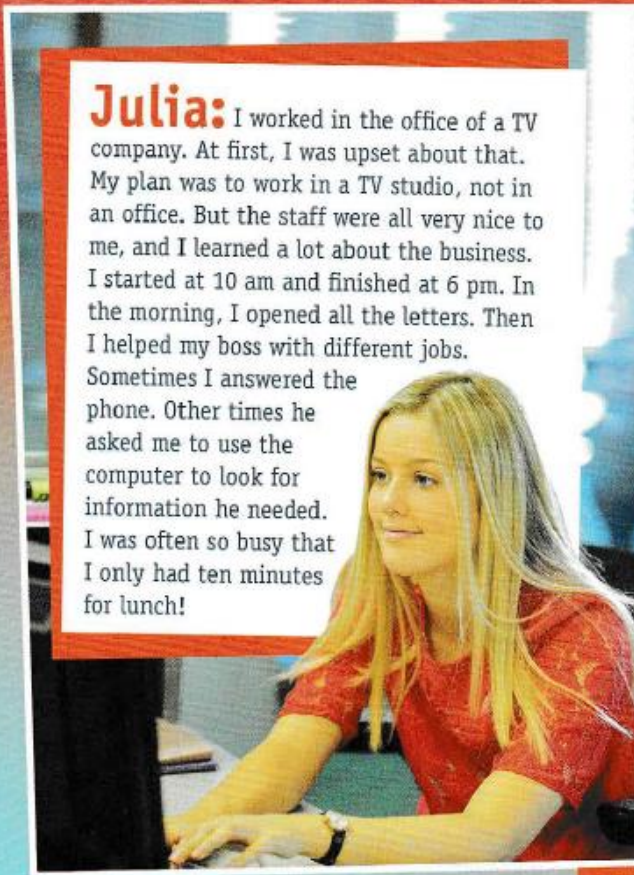 Julia: I worked in the office of a TV
company. At first, I was upset about that.
My plan was to work in a TV studio, not in
an office. But the staff were all very nice to
me, and I learned a lot about the business.
I started at 10 am and finished at 6 pm. In
the morning, I opened all the letters. Then
I helped my boss with different jobs.
Sometimes I answered the
phone. Other times he
asked me to use the
computer to look for
information he needed.
I was often so busy that
I only had ten minutes
for lunch!